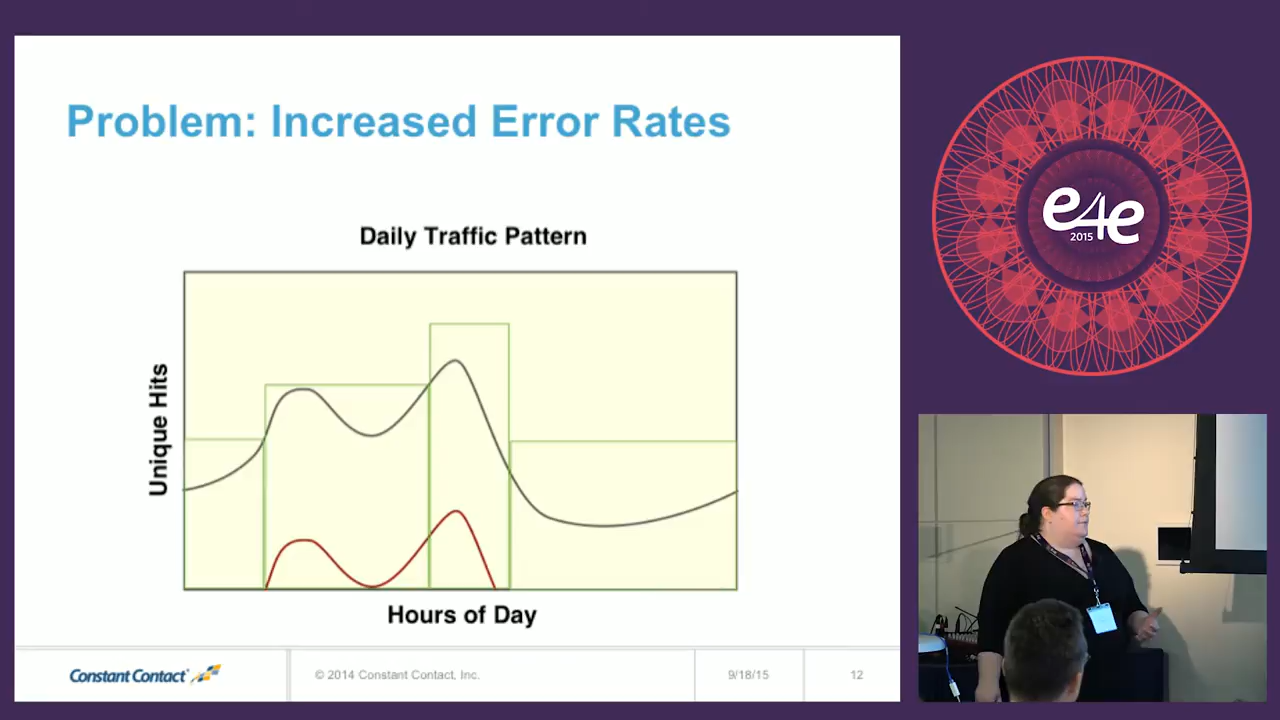 Problem: Increased Error Rates
Daily Traffic Pattern
Unique Hits
Hours of Day
Constant Contact
© 2014 Constant Contact, Inc.
9/18/15
12
e4e
2015